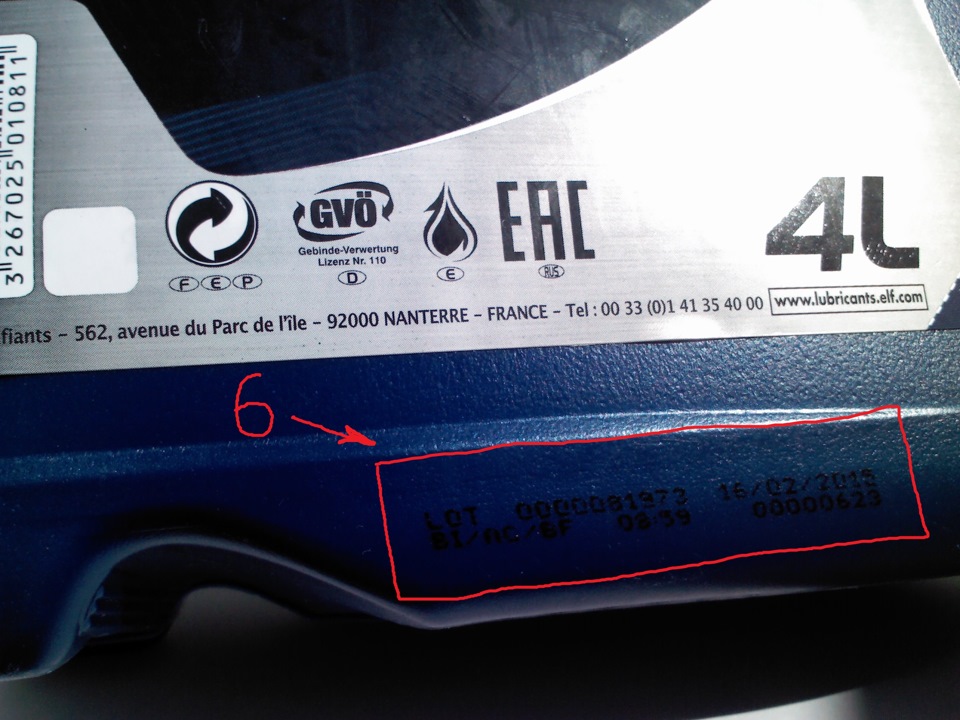 3 267025 010811
GVÖ
Gebinde-Verwertung
Lizenz Nr. 110
EAC
4L
F E P
D
E
RUS
fiants – 562, avenue du Parc de l'île – 92000 NANTERRE – FRANCE – Tel : 00 33 (0)1 41 35 40 00
www.lubricants.elf.com
6
LOT 0000081973 16/02/2015
BI/AC/BF 08:59 00000623